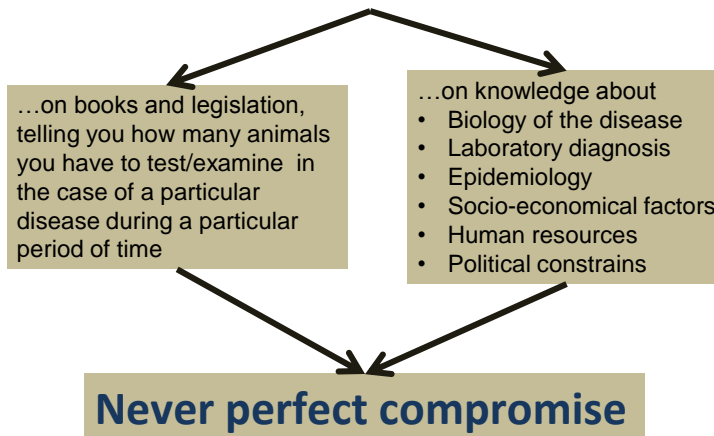 …on books and legislation,
telling you how many animals
you have to test/examine in
the case of a particular
disease during a particular
period of time
…on knowledge about
• Biology of the disease
• Laboratory diagnosis
• Epidemiology
• Socio-economical factors
• Human resources
• Political constrains
Never perfect compromise